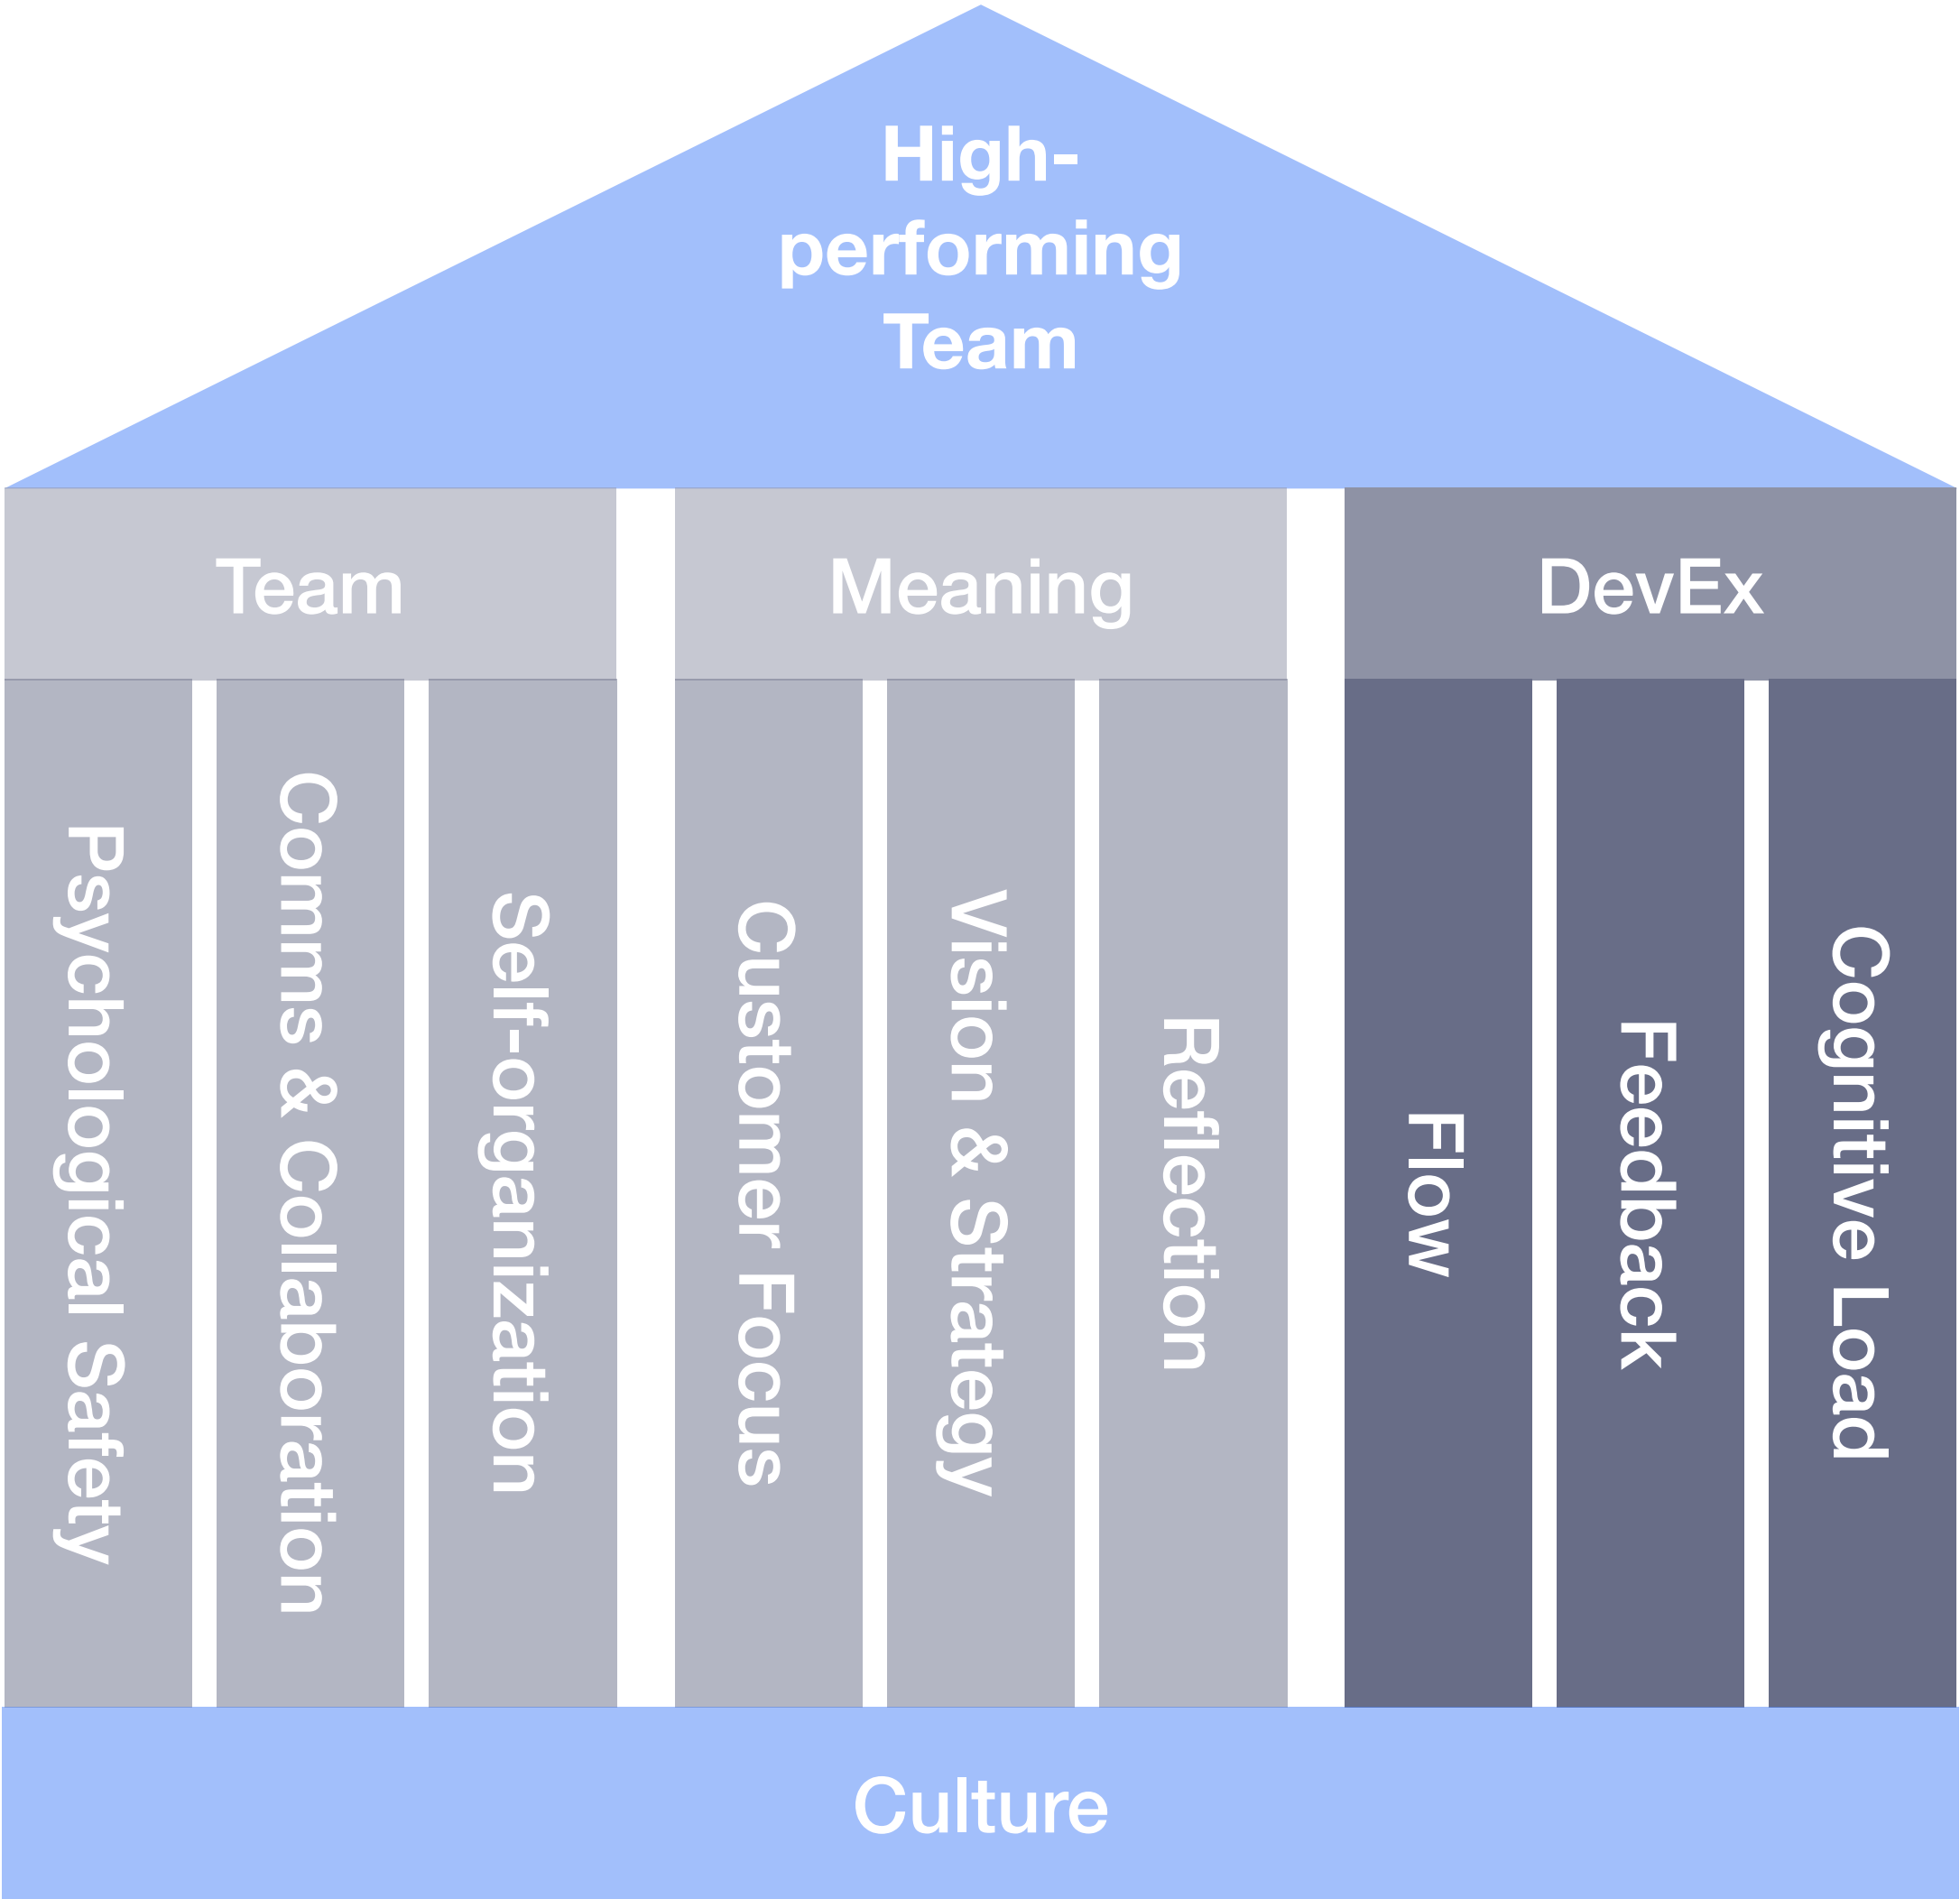 High-
performing
Team
Team
Meaning
DevEx
Psychological Safety
Comms & Collaboration
Self-organization
Customer Focus
Vision & Strategy
Reflection
Flow
Feedback
Cognitive Load
Culture